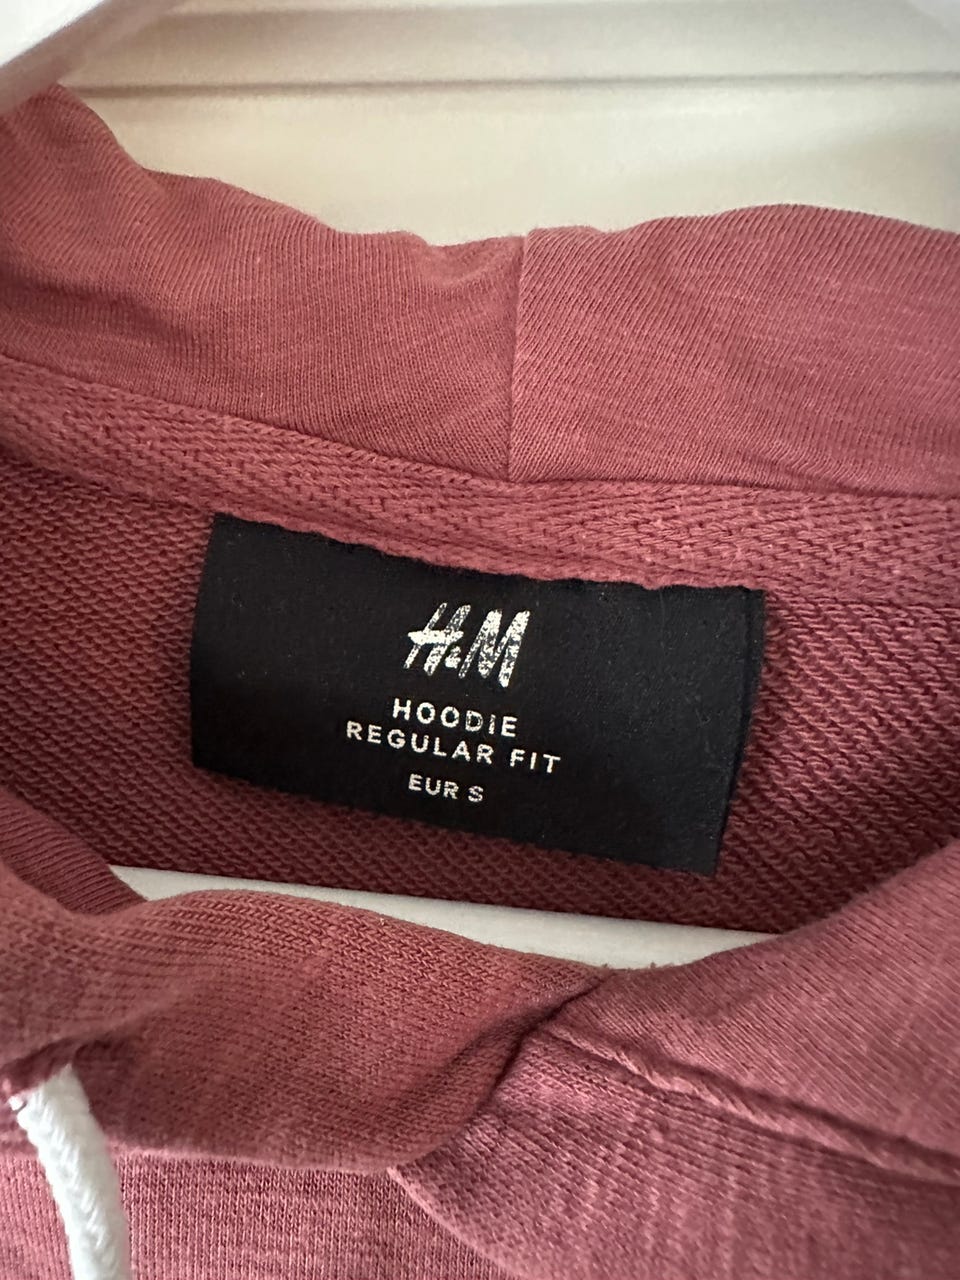 H&M
HOODIE
REGULAR FIT
EUR S